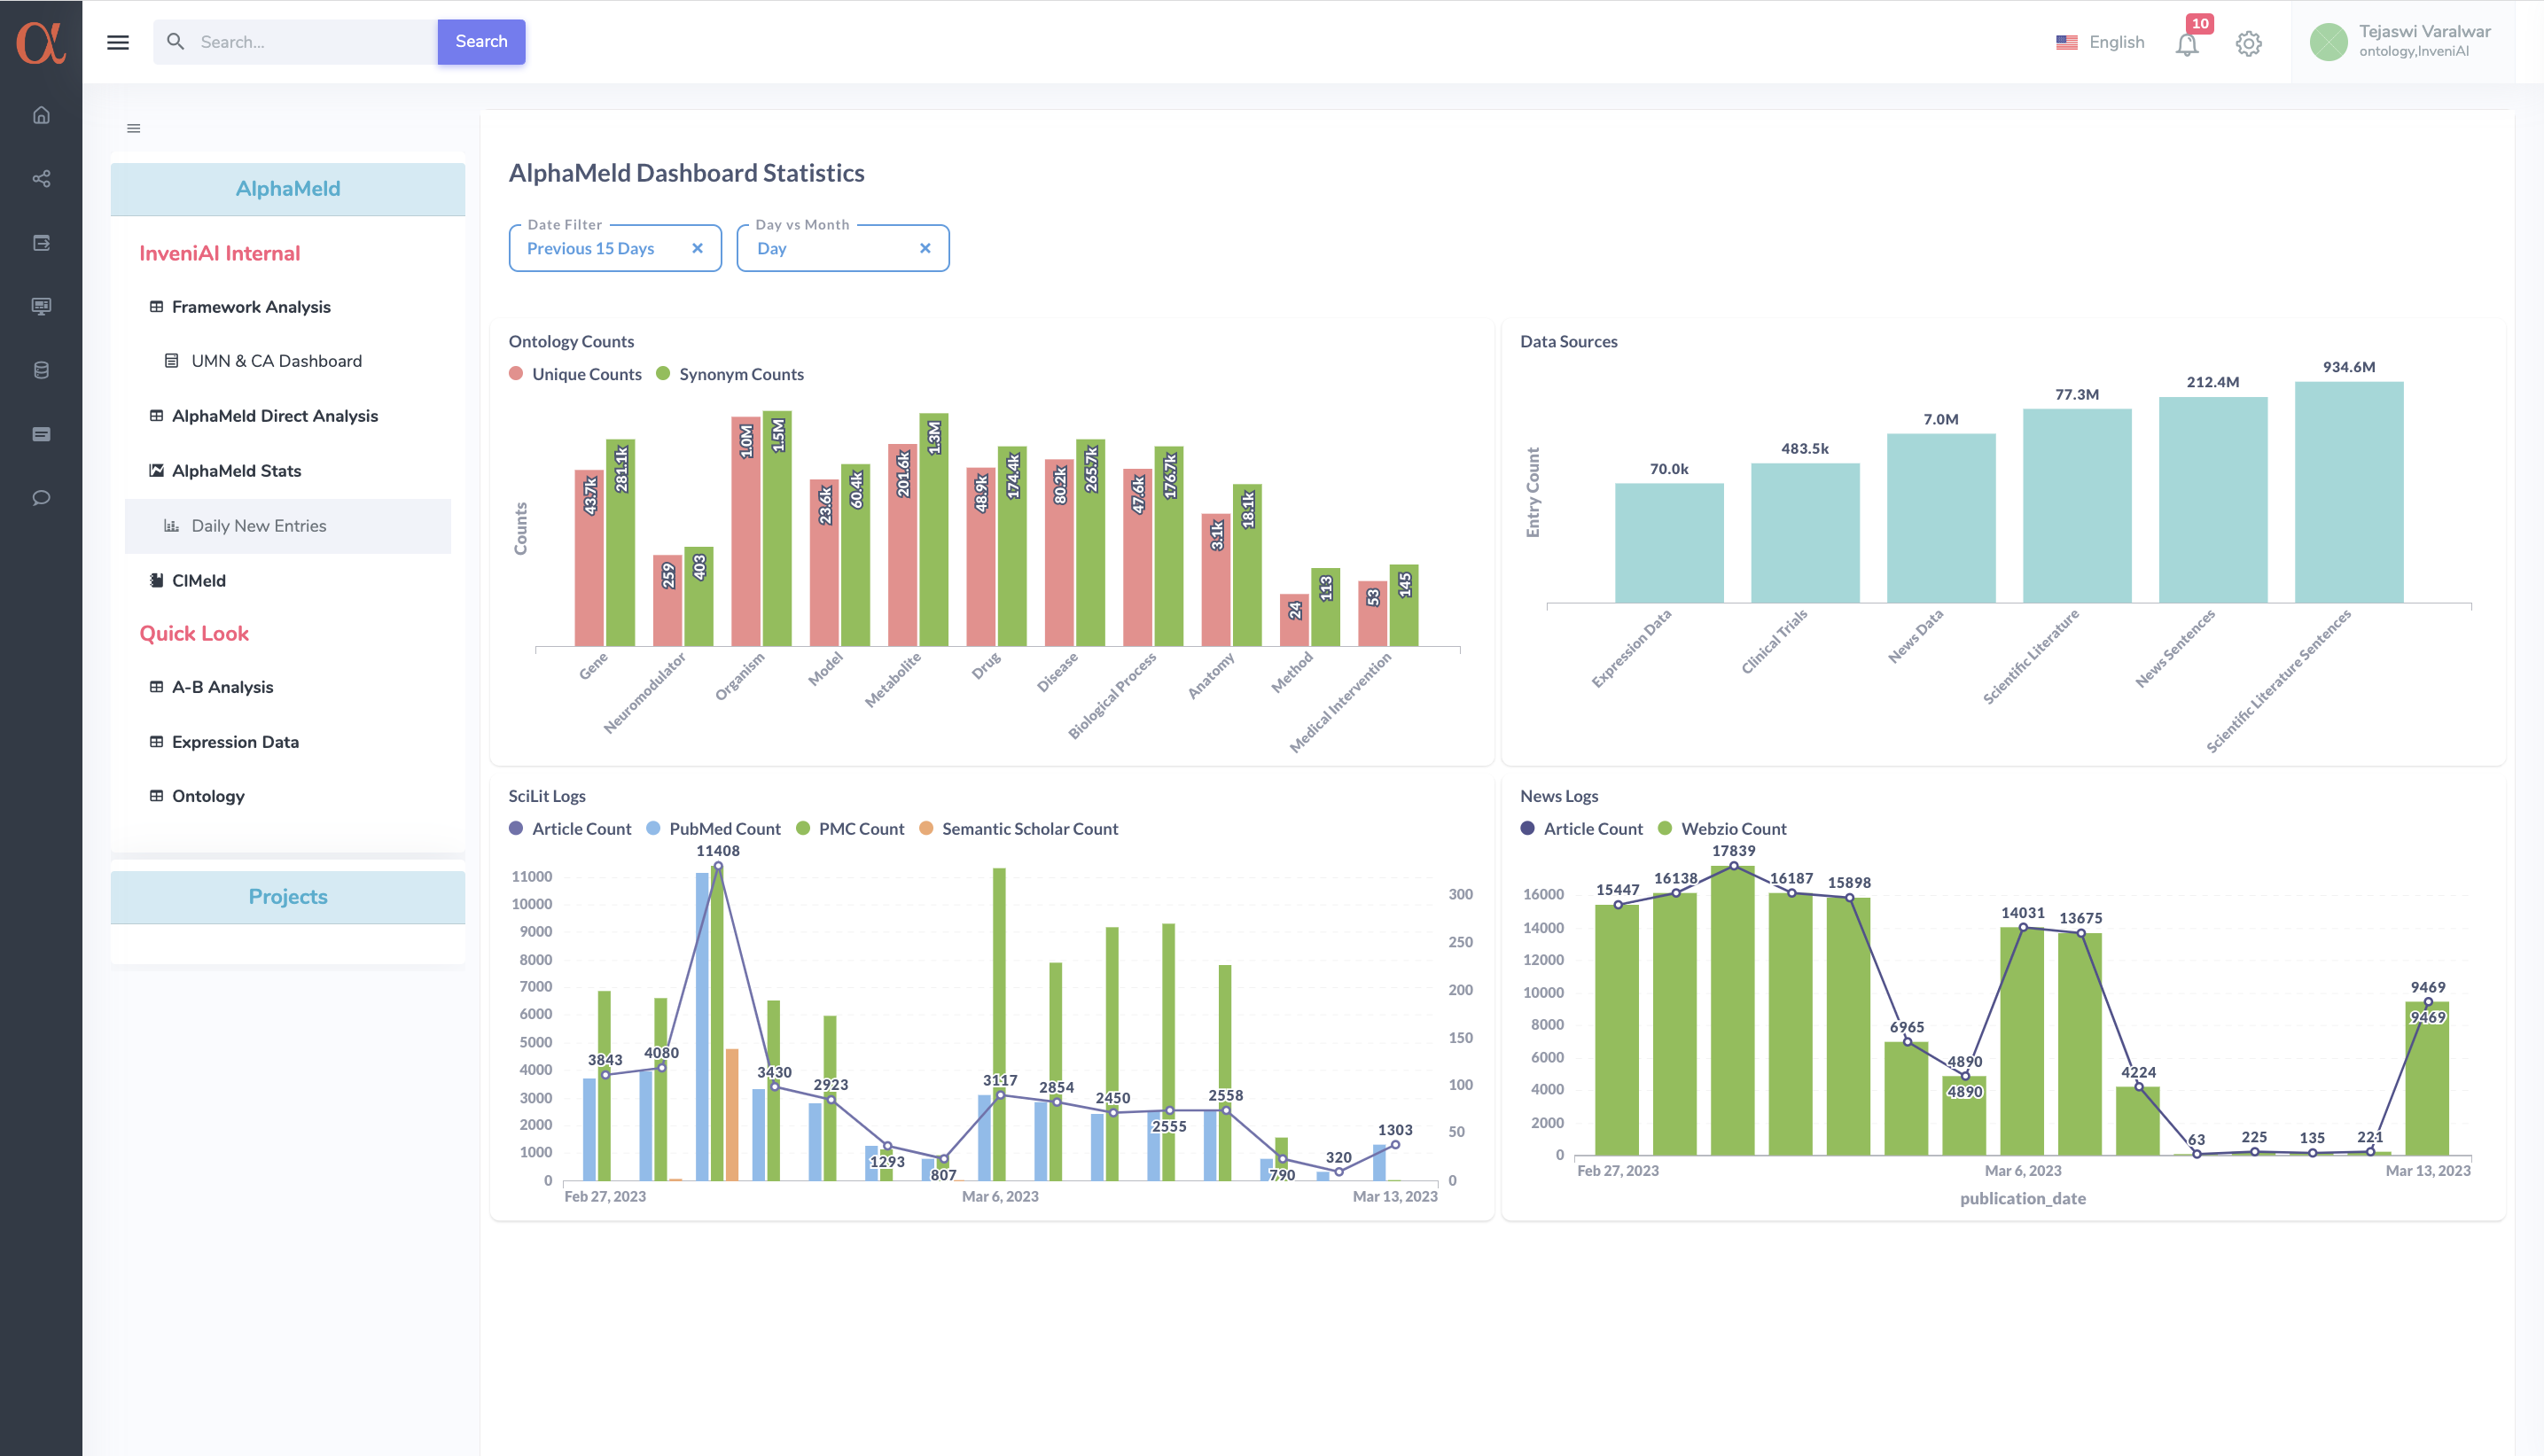 α
Search...
Search
English
10
Tejaswi Varalwar
ontology,InveniAI
AlphaMeld
InveniAI Internal
Framework Analysis
UMN & CA Dashboard
AlphaMeld Direct Analysis
AlphaMeld Stats
Daily New Entries
CIMeld
Quick Look
A-B Analysis
Expression Data
Ontology
Projects
AlphaMeld Dashboard Statistics
Date Filter
Previous 15 Days
Day vs Month
Day
Ontology Counts
Unique Counts
Synonym Counts
Counts
43.7k
281.1k
259
403
1.0M
1.5M
23.6k
60.4k
201.6k
1.3M
48.9k
174.4k
80.2k
265.7k
47.6k
176.7k
3.1k
18.1k
24
113
53
145
Gene
Neuromodulator
Organism
Model
Metabolite
Drug
Disease
Biological Process
Anatomy
Method
Medical Intervention
Data Sources
Entry Count
70.0k
483.5k
7.0M
77.3M
212.4M
934.6M
Expression Data
Clinical Trials
News Data
Scientific Literature
News Sentences
Scientific Literature Sentences
SciLit Logs
Article Count
PubMed Count
PMC Count
Semantic Scholar Count
11000
10000
9000
8000
7000
6000
5000
4000
3000
2000
1000
0
3843
4080
11408
3430
2923
1293
807
3117
2854
2450
2555
2558
790
320
1303
300
250
200
150
100
50
0
Feb 27, 2023
Mar 6, 2023
Mar 13, 2023
News Logs
Article Count
Webzio Count
16000
14000
12000
10000
8000
6000
4000
2000
0
15447
16138
17839
16187
15898
6965
4890
4890
14031
13675
4224
63
225
135
221
9469
9469
Feb 27, 2023
Mar 6, 2023
Mar 13, 2023
publication_date